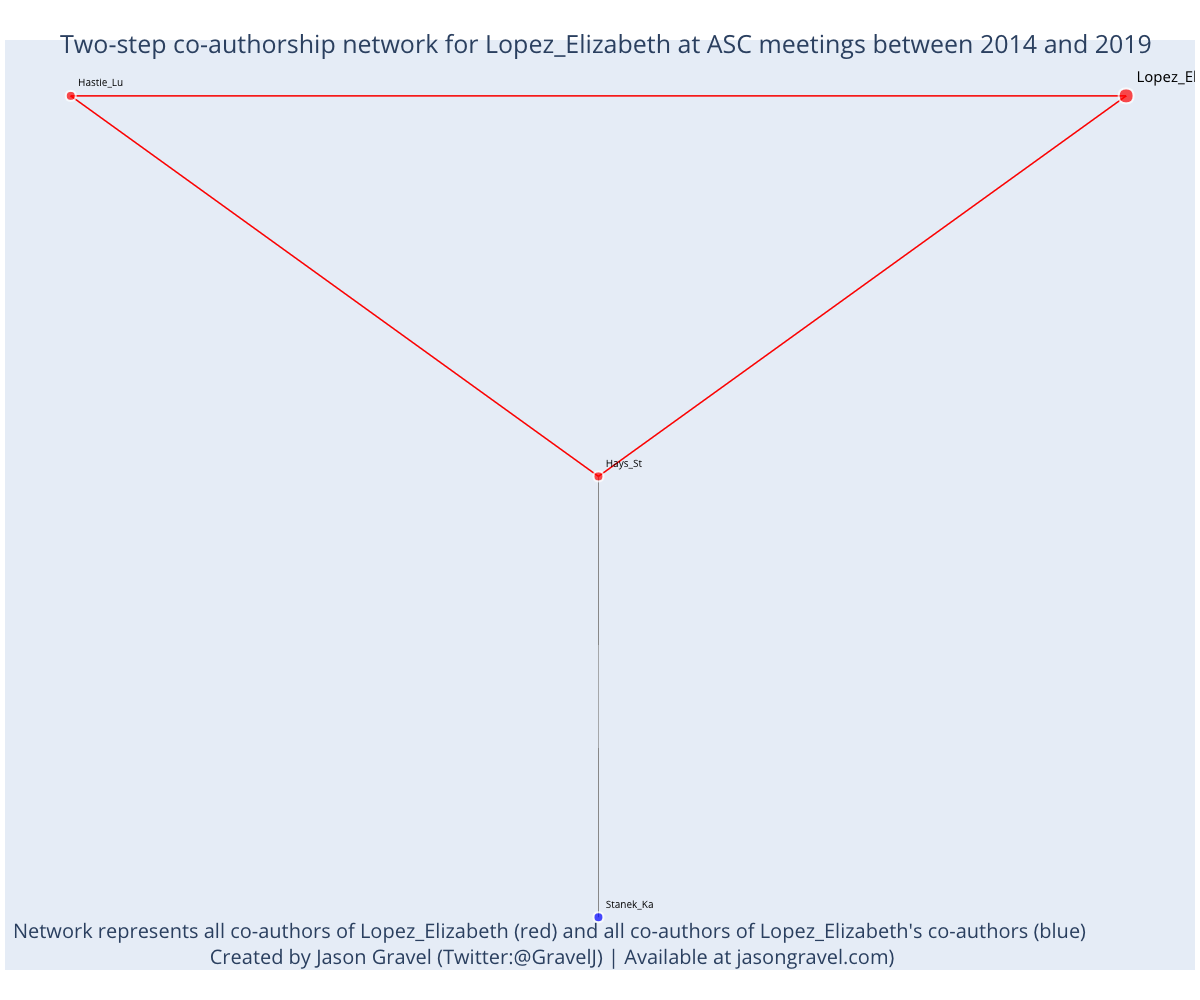 Two-step co-authorship network for Lopez_Elizabeth at ASC meetings between 2014 and 2019
Hastie_Lu
Lopez_El
Hays_St
Stanek_Ka
Network represents all co-authors of Lopez_Elizabeth (red) and all co-authors of Lopez_Elizabeth's co-authors (blue)
Created by Jason Gravel (Twitter:@GravelJ) | Available at jasongravel.com)